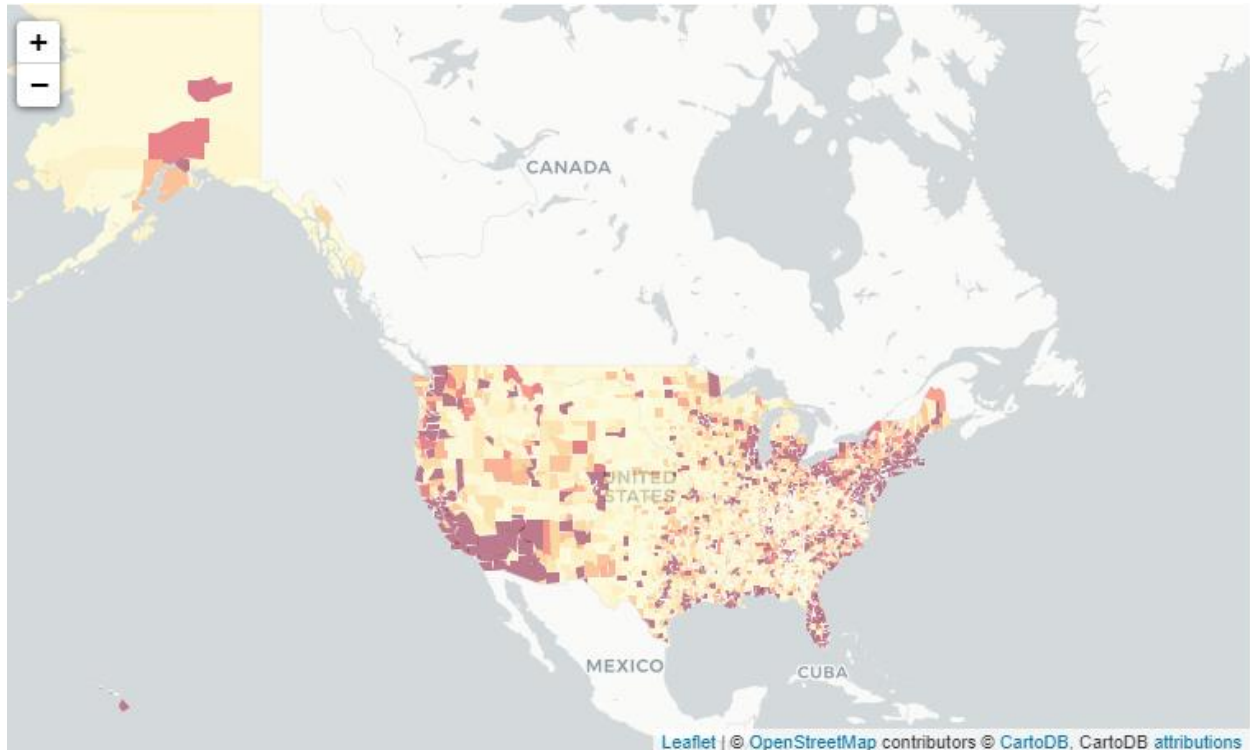 +
−
CANADA
UNITED
STATES
MEXICO
CUBA
Leaflet | © OpenStreetMap contributors © CartoDB, CartoDB attributions